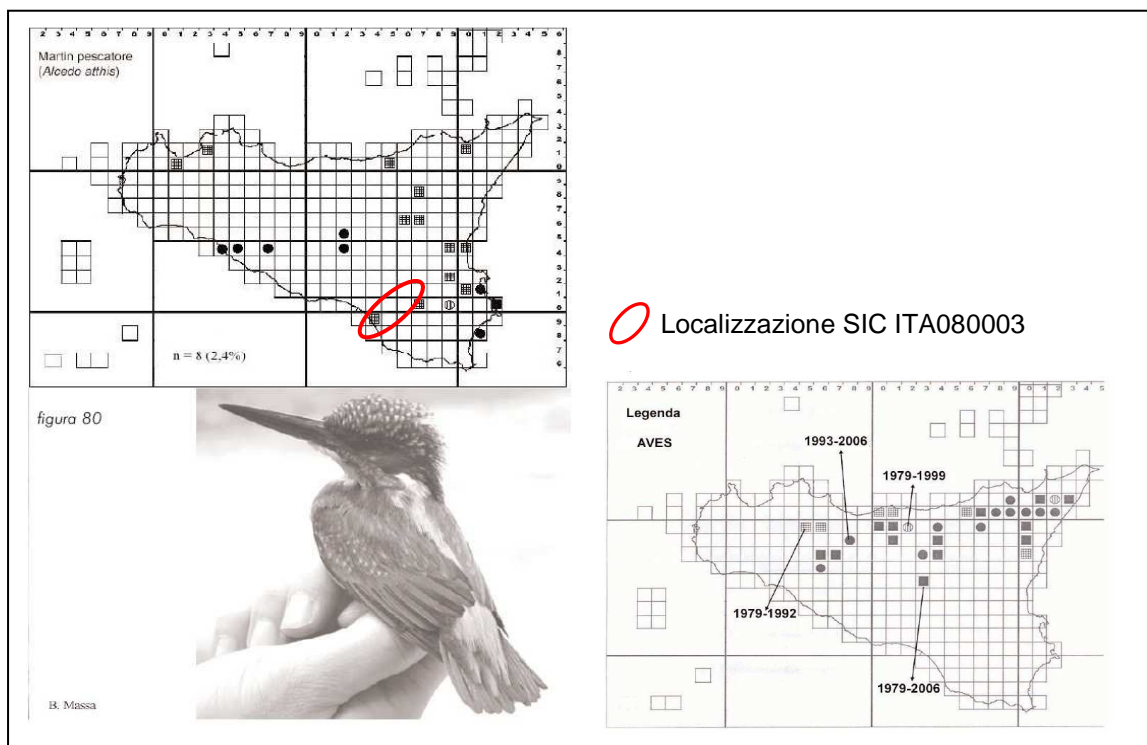 Martin pescatore
(Alcedo atthis)
n = 8 (2,4%)
Localizzazione SIC ITA080003
figura 80
B. Massa
Legenda
AVES
1993-2006
1979-1999
1979-1992
1979-2006